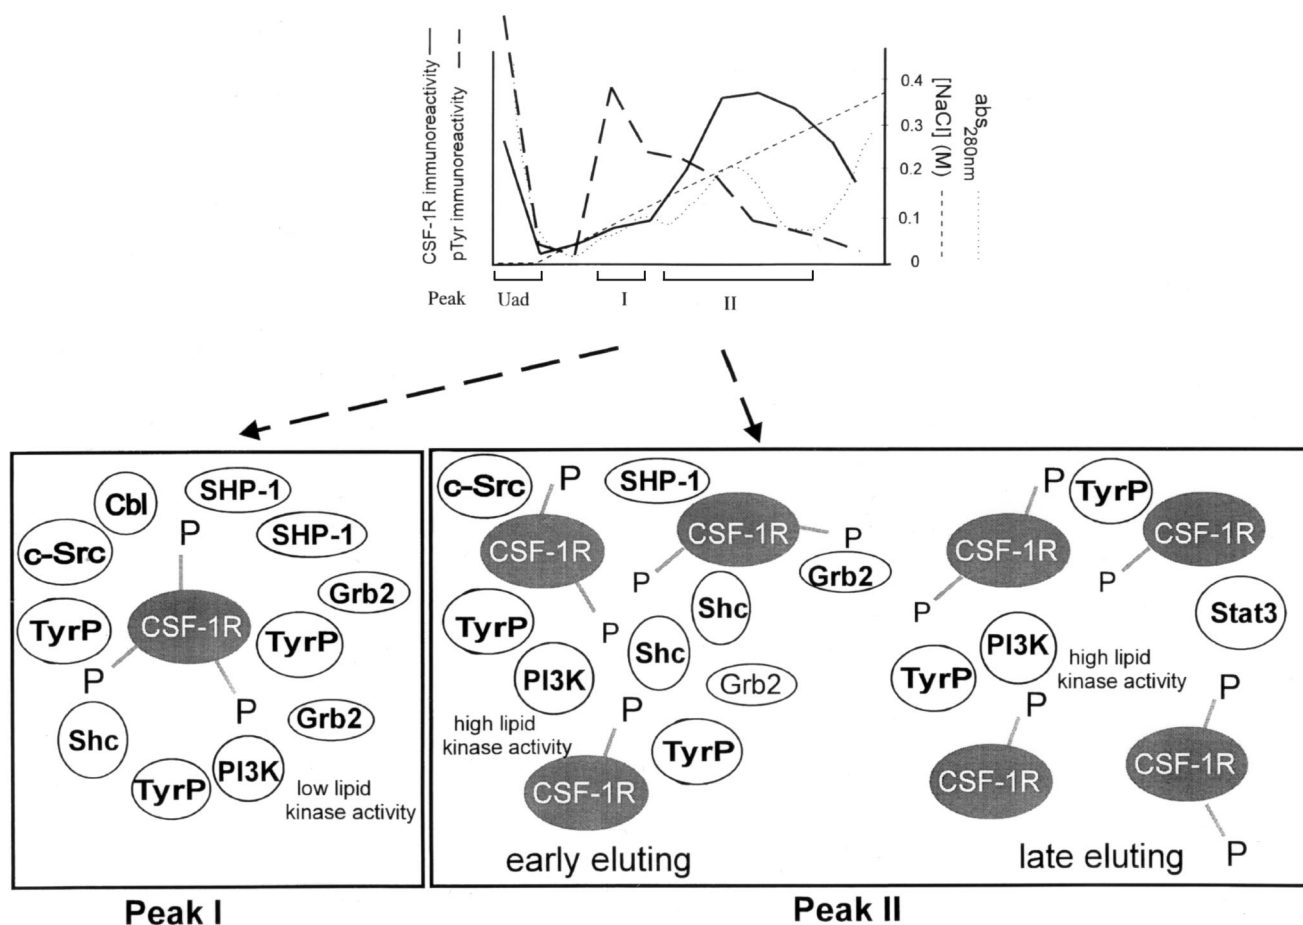 CSF-1R immunoreactivity
pTyr immunoreactivity
0.4
0.3
0.2
0.1
0
[NaCl] (M)
abs280nm
Peak
Uad
I
II
Cbl
SHP-1
P
SHP-1
c-Src
Grb2
TyrP
CSF-1R
TyrP
P
P
Grb2
Shc
TyrP
PI3K
low lipid
kinase activity
Peak I
c-Src
P
SHP-1
CSF-1R
CSF-1R
P
P
Grb2
TyrP
P
Shc
Shc
PI3K
Grb2
high lipid
kinase activity
P
TyrP
CSF-1R
early eluting
P
TyrP
CSF-1R
CSF-1R
P
P
Stat3
PI3K
high lipid
kinase activity
TyrP
P
P
CSF-1R
CSF-1R
P
late eluting
Peak II